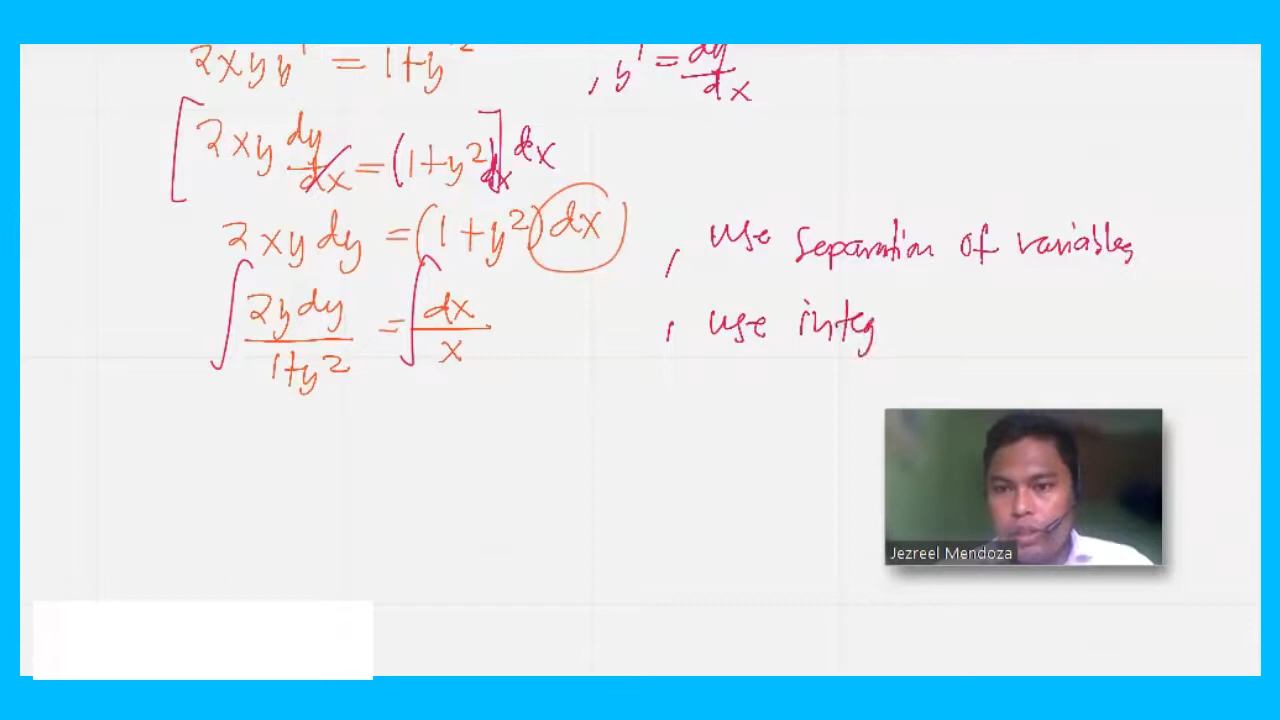 2xyy' = 1+y²
, y' = dy/dx
[2xy dy/dx = (1+y²)dx] dx
2xy dy = (1+y²) dx
, use separation of variables
∫ 2y dy/1+y² = ∫ dx/x
, use integ
Jezreel Mendoza